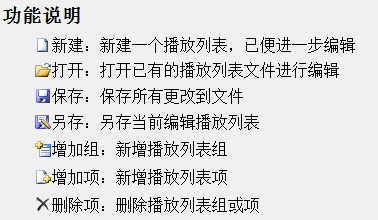 功能说明
新建：新建一个播放列表，已便进一步编辑
打开：打开已有的播放列表文件进行编辑
保存：保存所有更改到文件
另存：另存当前编辑播放列表
增加组：新增播放列表组
增加项：新增播放列表项
删除项：删除播放列表组或项